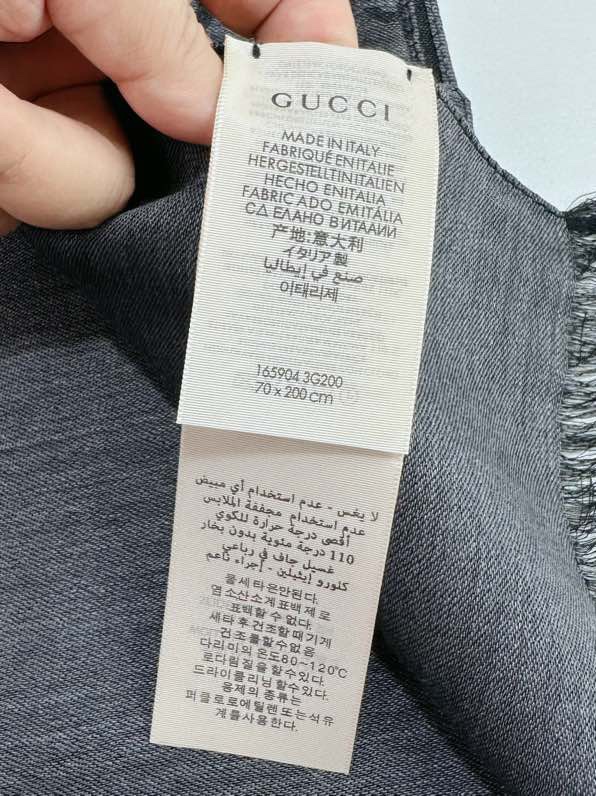 GUCCI
MADE IN ITALY
FABRIQUÉ EN ITALIE
HERGESTELLT IN ITALIEN
HECHO EN ITALIA
FABRICADO EM ITÁLIA
СДЕЛАНО В ИТАЛИИ
产地:意大利
イタリア製
صنع في إيطاليا
이태리제
165904 3G200
70 x 200 cm
لا يغس - عدم استخدام أي مبيض
عدم استخدام مجففة الملابس
أقصى درجة حرارة للكوي
110 درجة مئوية بدون بخار
غسيل جاف في رباعي
كلورو إيثيلين - أجراء ناعم
물세탁은안된다.
염소산소계표백제로
표백할수없다.
세탁후건조할때기계
건조를할수없음
다리미의온도80~120℃
로다림질을할수있다.
드라이클리닝할수있다.
용제의종류는
퍼클로로에틸렌또는석유
계를사용한다.